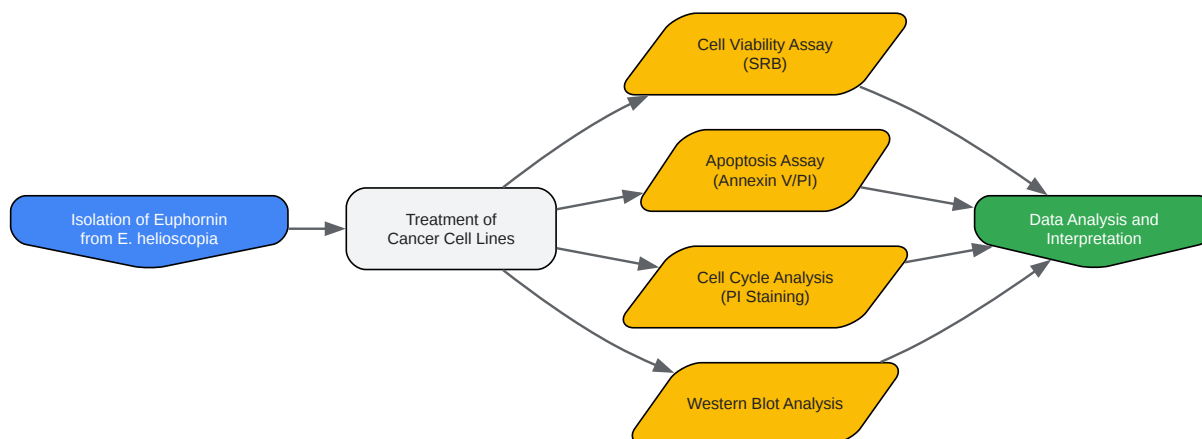 Isolation of Euphornin
from E. helioscopia
Treatment of
Cancer Cell Lines
Cell Viability Assay
(SRB)
Apoptosis Assay
(Annexin V/PI)
Cell Cycle Analysis
(PI Staining)
Western Blot Analysis
Data Analysis and
Interpretation